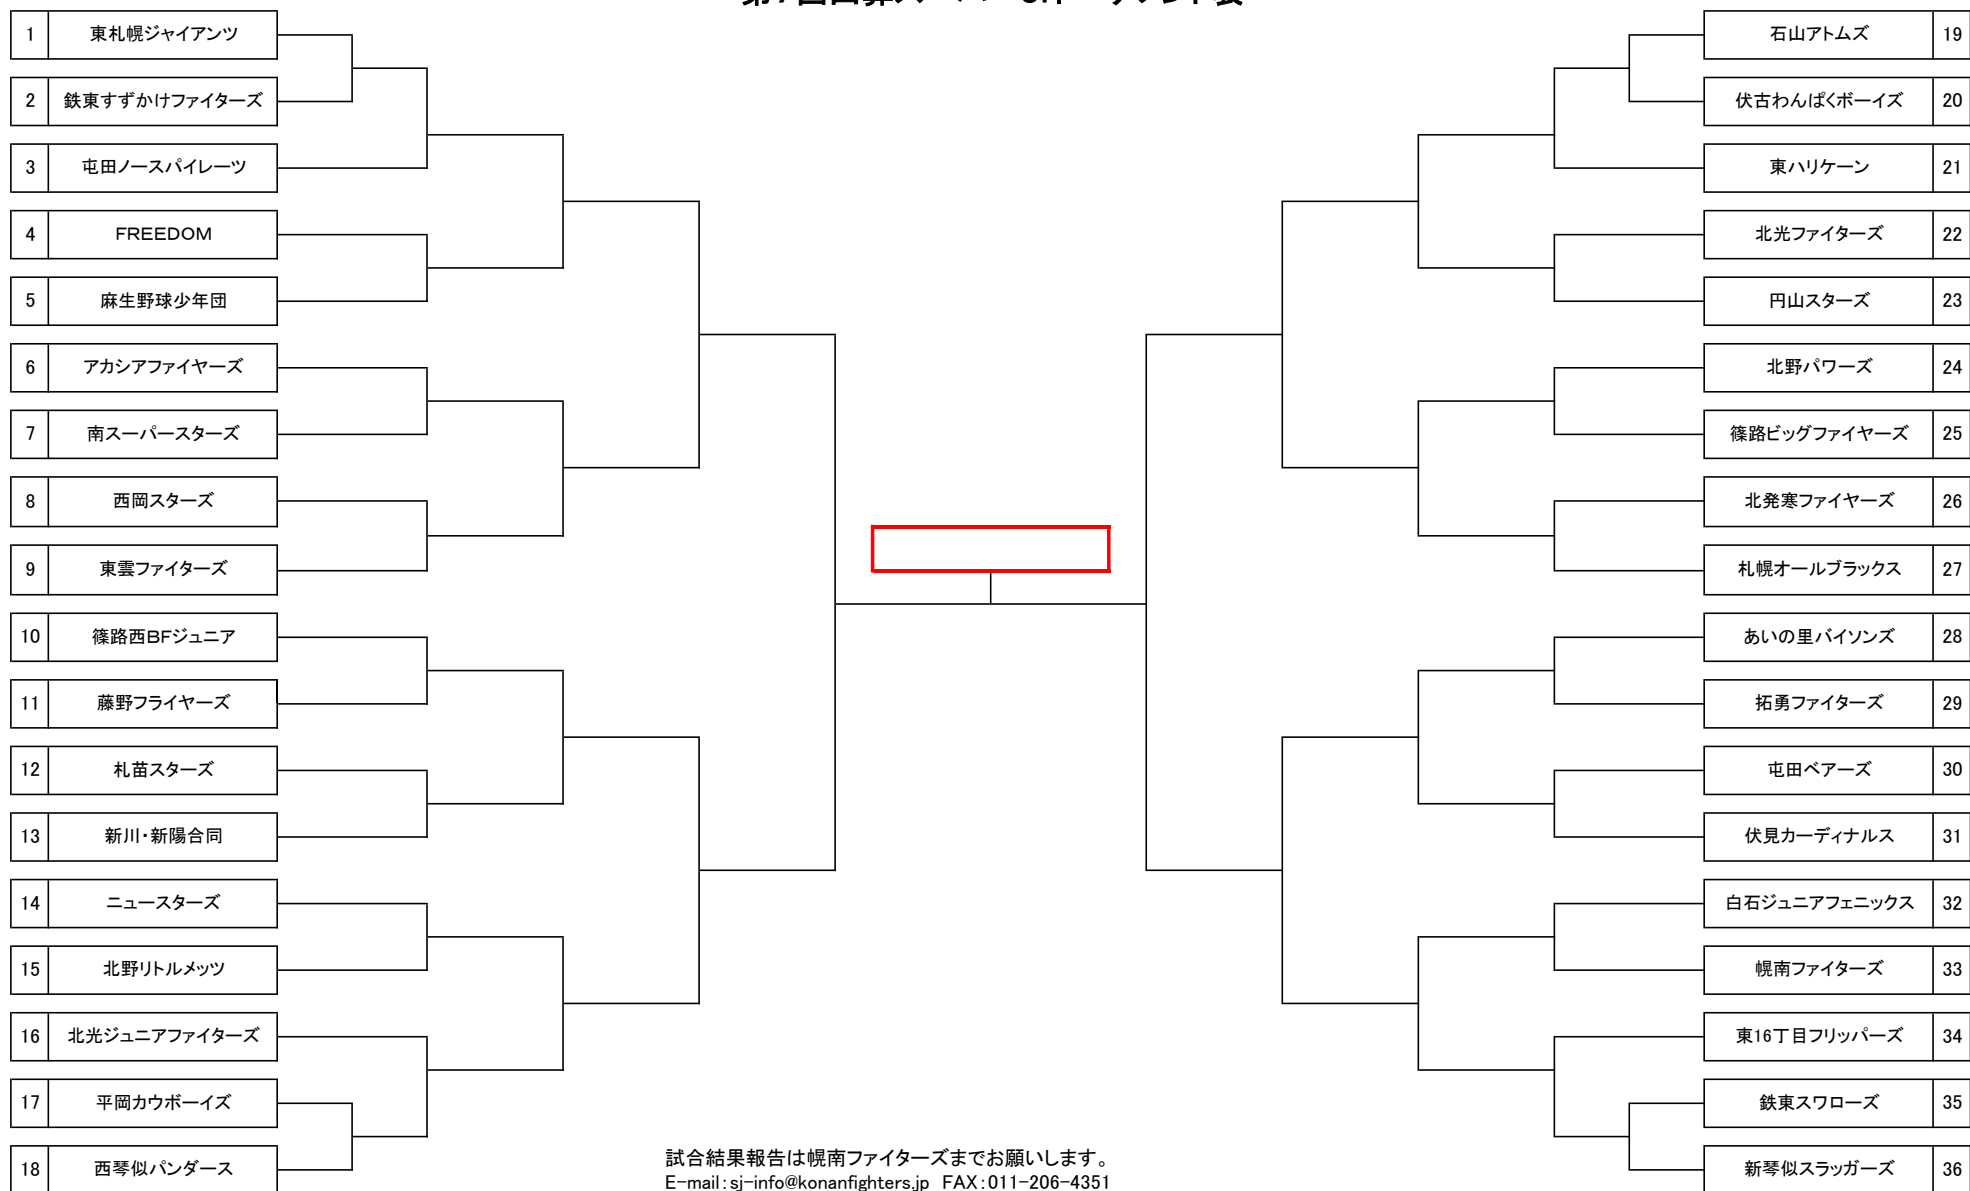 1 東札幌ジャイアンツ
2 鉄東すずかけファイターズ
3 屯田ノースパイレーツ
4 FREEDOM
5 麻生野球少年団
6 アカシアファイヤーズ
7 南スーパースターズ
8 西岡スターズ
9 東雲ファイターズ
10 篠路西BFジュニア
11 藤野フライヤーズ
12 札苗スターズ
13 新川・新陽合同
14 ニュースターズ
15 北野リトルメッツ
16 北光ジュニアファイターズ
17 平岡カウボーイズ
18 西琴似パンダース
石山アトムズ 19
伏古わんぱくボーイズ 20
東ハリケーン 21
北光ファイターズ 22
円山スターズ 23
北野パワーズ 24
篠路ビッグファイヤーズ 25
北発寒ファイヤーズ 26
札幌オールブラックス 27
あいの里バイソンズ 28
拓勇ファイターズ 29
屯田ベアーズ 30
伏見カーディナルス 31
白石ジュニアフェニックス 32
幌南ファイターズ 33
東16丁目フリッパーズ 34
鉄東スワローズ 35
新琴似スラッガーズ 36
試合結果報告は幌南ファイターズまでお願いします。
E-mail:sj-info@konanfighters.jp FAX:011-206-4351